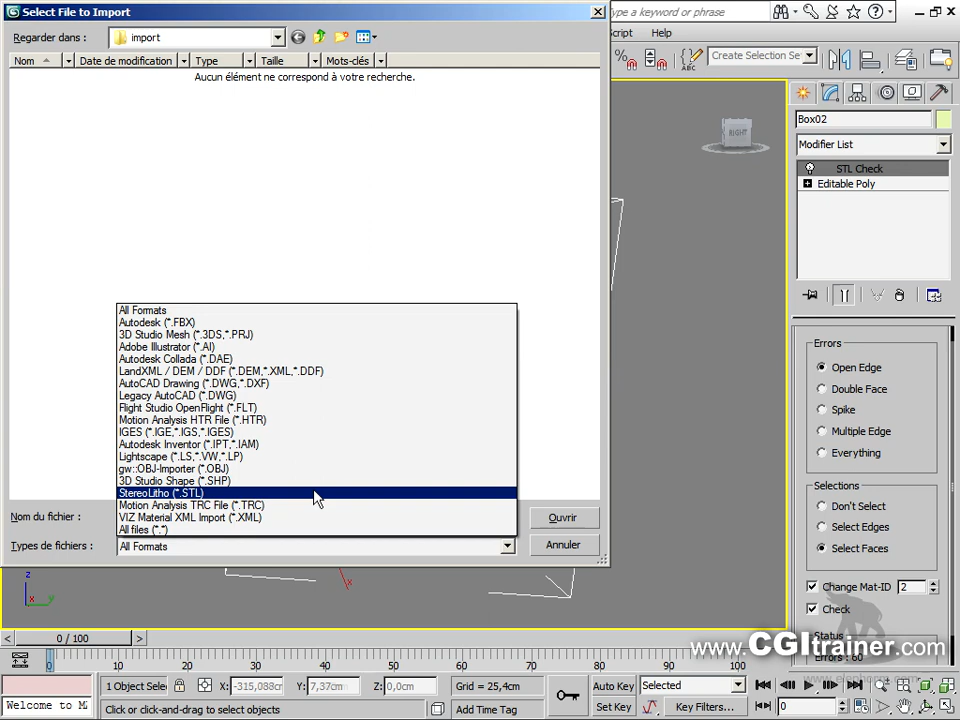 Select File to Import
Type a keyword or phrase
Regarder dans :
import
Script
Help
Nom
Date de modification
Type
Taille
Mots-clés
Create Selection Se
ABC
Aucun élément ne correspond à votre recherche.
RIGHT
Box02
Modifier List
STL Check
Editable Poly
All Formats
Autodesk (*.FBX)
3D Studio Mesh (*.3DS,*.PRJ)
Adobe Illustrator (*.AI)
Autodesk Collada (*.DAE)
LandXML / DEM / DDF (*.DEM,*.XML,*.DDF)
AutoCAD Drawing (*.DWG,*.DXF)
Legacy AutoCAD (*.DWG)
Flight Studio OpenFlight (*.FLT)
Motion Analysis HTR File (*.HTR)
IGES (*.IGE,*.IGS,*.IGES)
Autodesk Inventor (*.IPT,*.IAM)
Lightscape (*.LS,*.VW,*.LP)
gw::OBJ-Importer (*.OBJ)
3D Studio Shape (*.SHP)
StereoLitho (*.STL)
Motion Analysis TRC File (*.TRC)
VIZ Material XML Import (*.XML)
All files (*.*)
Nom du fichier :
Ouvrir
Types de fichiers :
All Formats
Annuler
Errors
Open Edge
Double Face
Spike
Multiple Edge
Everything
Selections
Don't Select
Select Edges
Select Faces
Change Mat-ID
2
Check
Status
Errors: 60
z
x
y
x
www.CGItrainer.com
0 / 100
0 10 20 30 40 50 60 70 80 90 100
1 Object Selec
X: -315,088cm
Y: 7,37cm
Z: 0,0cm
Grid = 25,4cm
Auto Key
Selected
Welcome to M
Click or click-and-drag to select objects
Add Time Tag
Set Key
Key Filters...
0